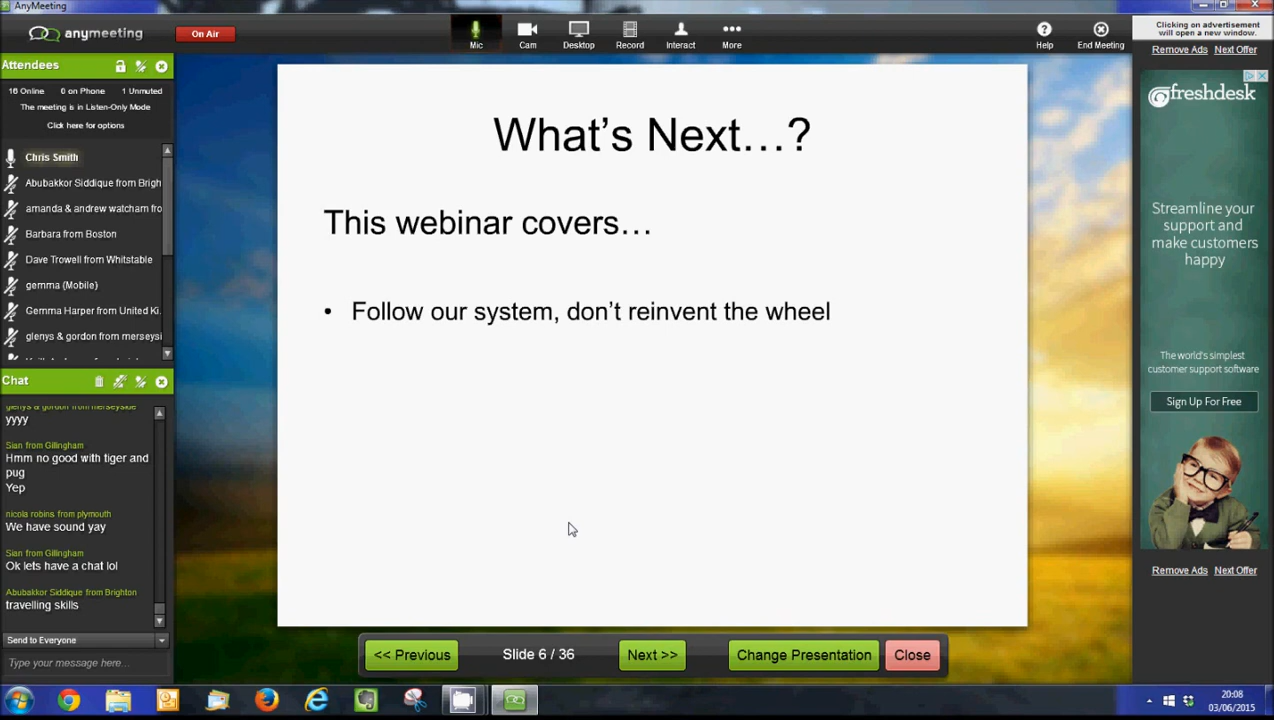 AnyMeeting
anymeeting
On Air
Mic
Cam
Desktop
Record
Interact
More
Help
End Meeting
Clicking on advertisement
will open a new window.
Remove Ads Next Offer
Attendees
16 Online 0 on Phone 1 Unmuted
The meeting is in Listen-Only Mode
Click here for options
Chris Smith
Abubakkor Siddique from Brigh
amanda & andrew watcham fro
Barbara from Boston
Dave Trowell from Whitstable
gemma (Mobile)
Gemma Harper from United Ki
glenys & gordon from merseysi
What's Next…?
This webinar covers…
• Follow our system, don't reinvent the wheel
Chat
glenys & gordon from merseyside
yyyy
Sian from Gillingham
Hmm no good with tiger and
pug
Yep
nicola robins from plymouth
We have sound yay
Sian from Gillingham
Ok lets have a chat lol
Abubakkor Siddique from Brighton
travelling skills
Send to Everyone
Type your message here...
<< Previous
Slide 6 / 36
Next >>
Change Presentation
Close
freshdesk
Streamline your
support and
make customers
happy
The world's simplest
customer support software
Sign Up For Free
Remove Ads Next Offer
20:08
03/06/2015